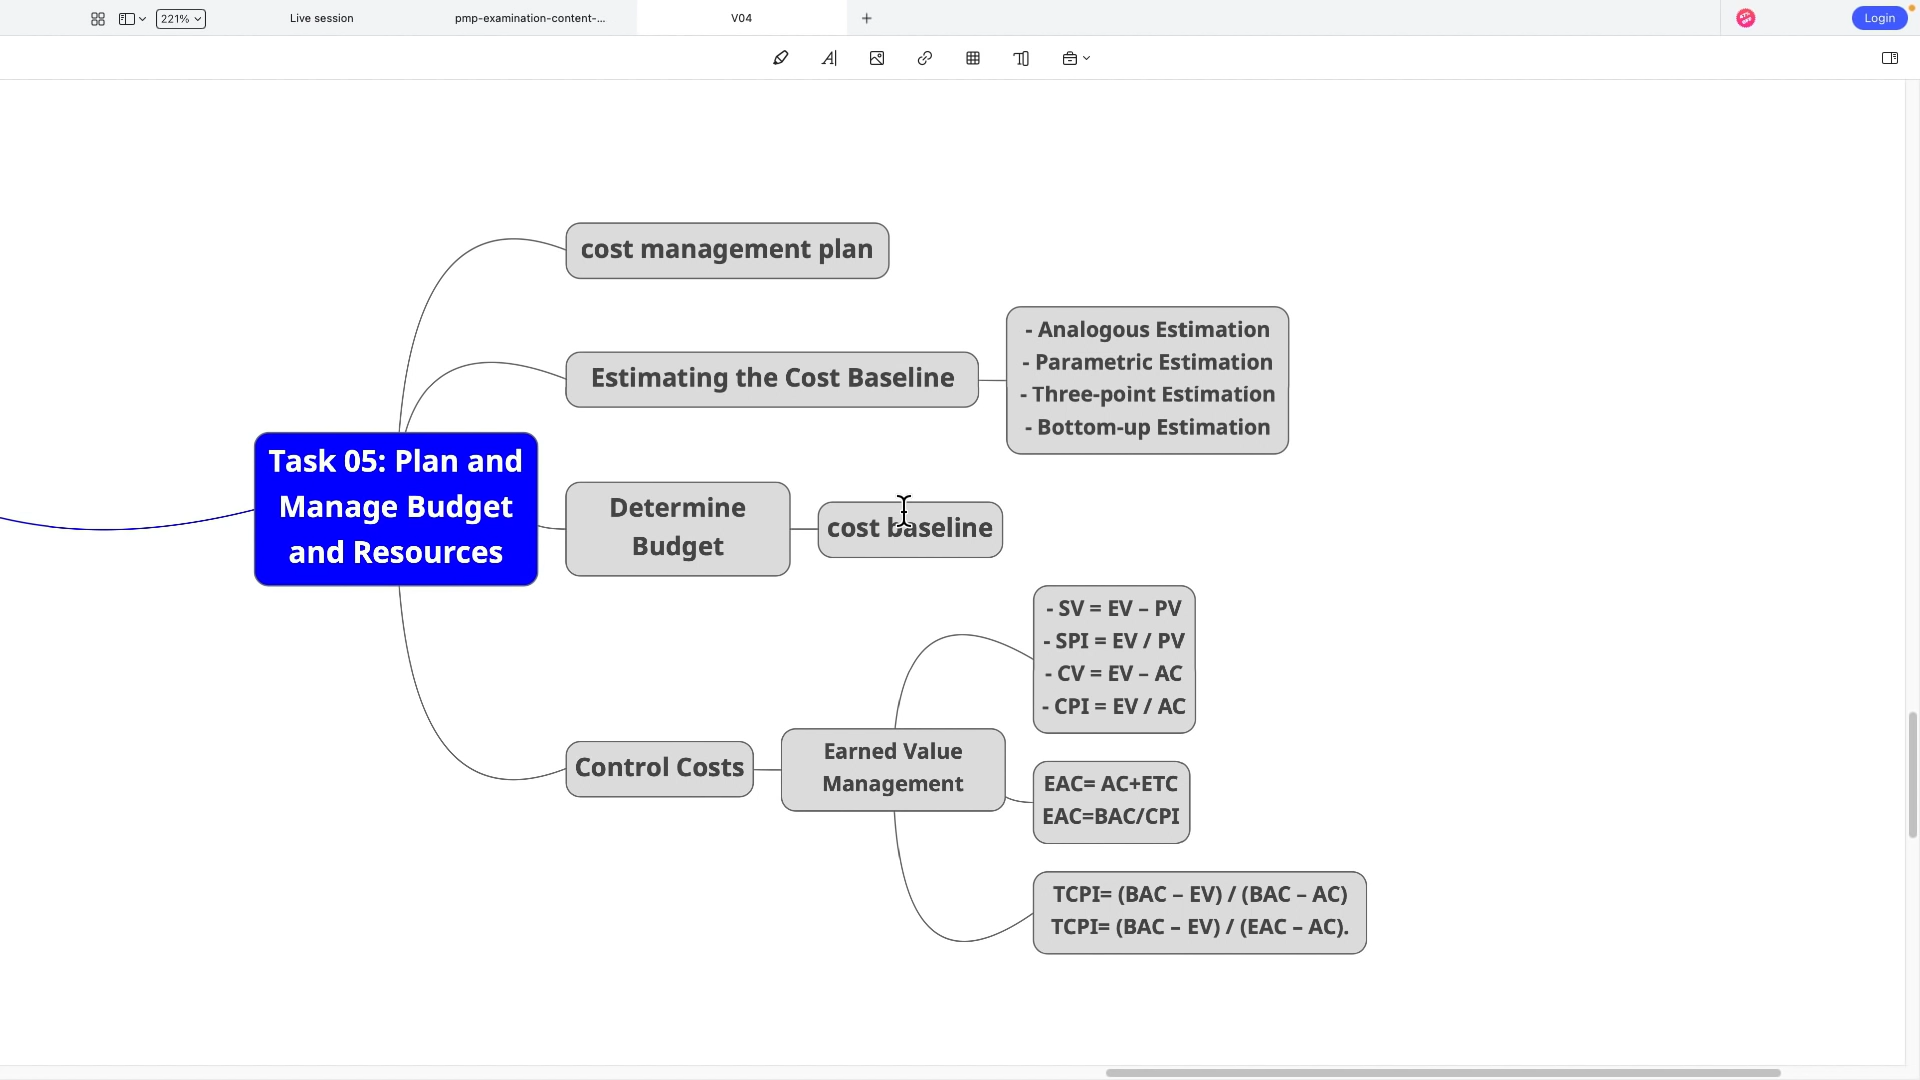 221%
Live session
pmp-examination-content-...
V04
47%
OFF
Login
cost management plan
Estimating the Cost Baseline
- Analogous Estimation
- Parametric Estimation
- Three-point Estimation
- Bottom-up Estimation
Task 05: Plan and
Manage Budget
and Resources
Determine
Budget
cost baseline
- SV = EV – PV
- SPI = EV / PV
- CV = EV – AC
- CPI = EV / AC
Control Costs
Earned Value
Management
EAC= AC+ETC
EAC=BAC/CPI
TCPI= (BAC – EV) / (BAC – AC)
TCPI= (BAC – EV) / (EAC – AC).